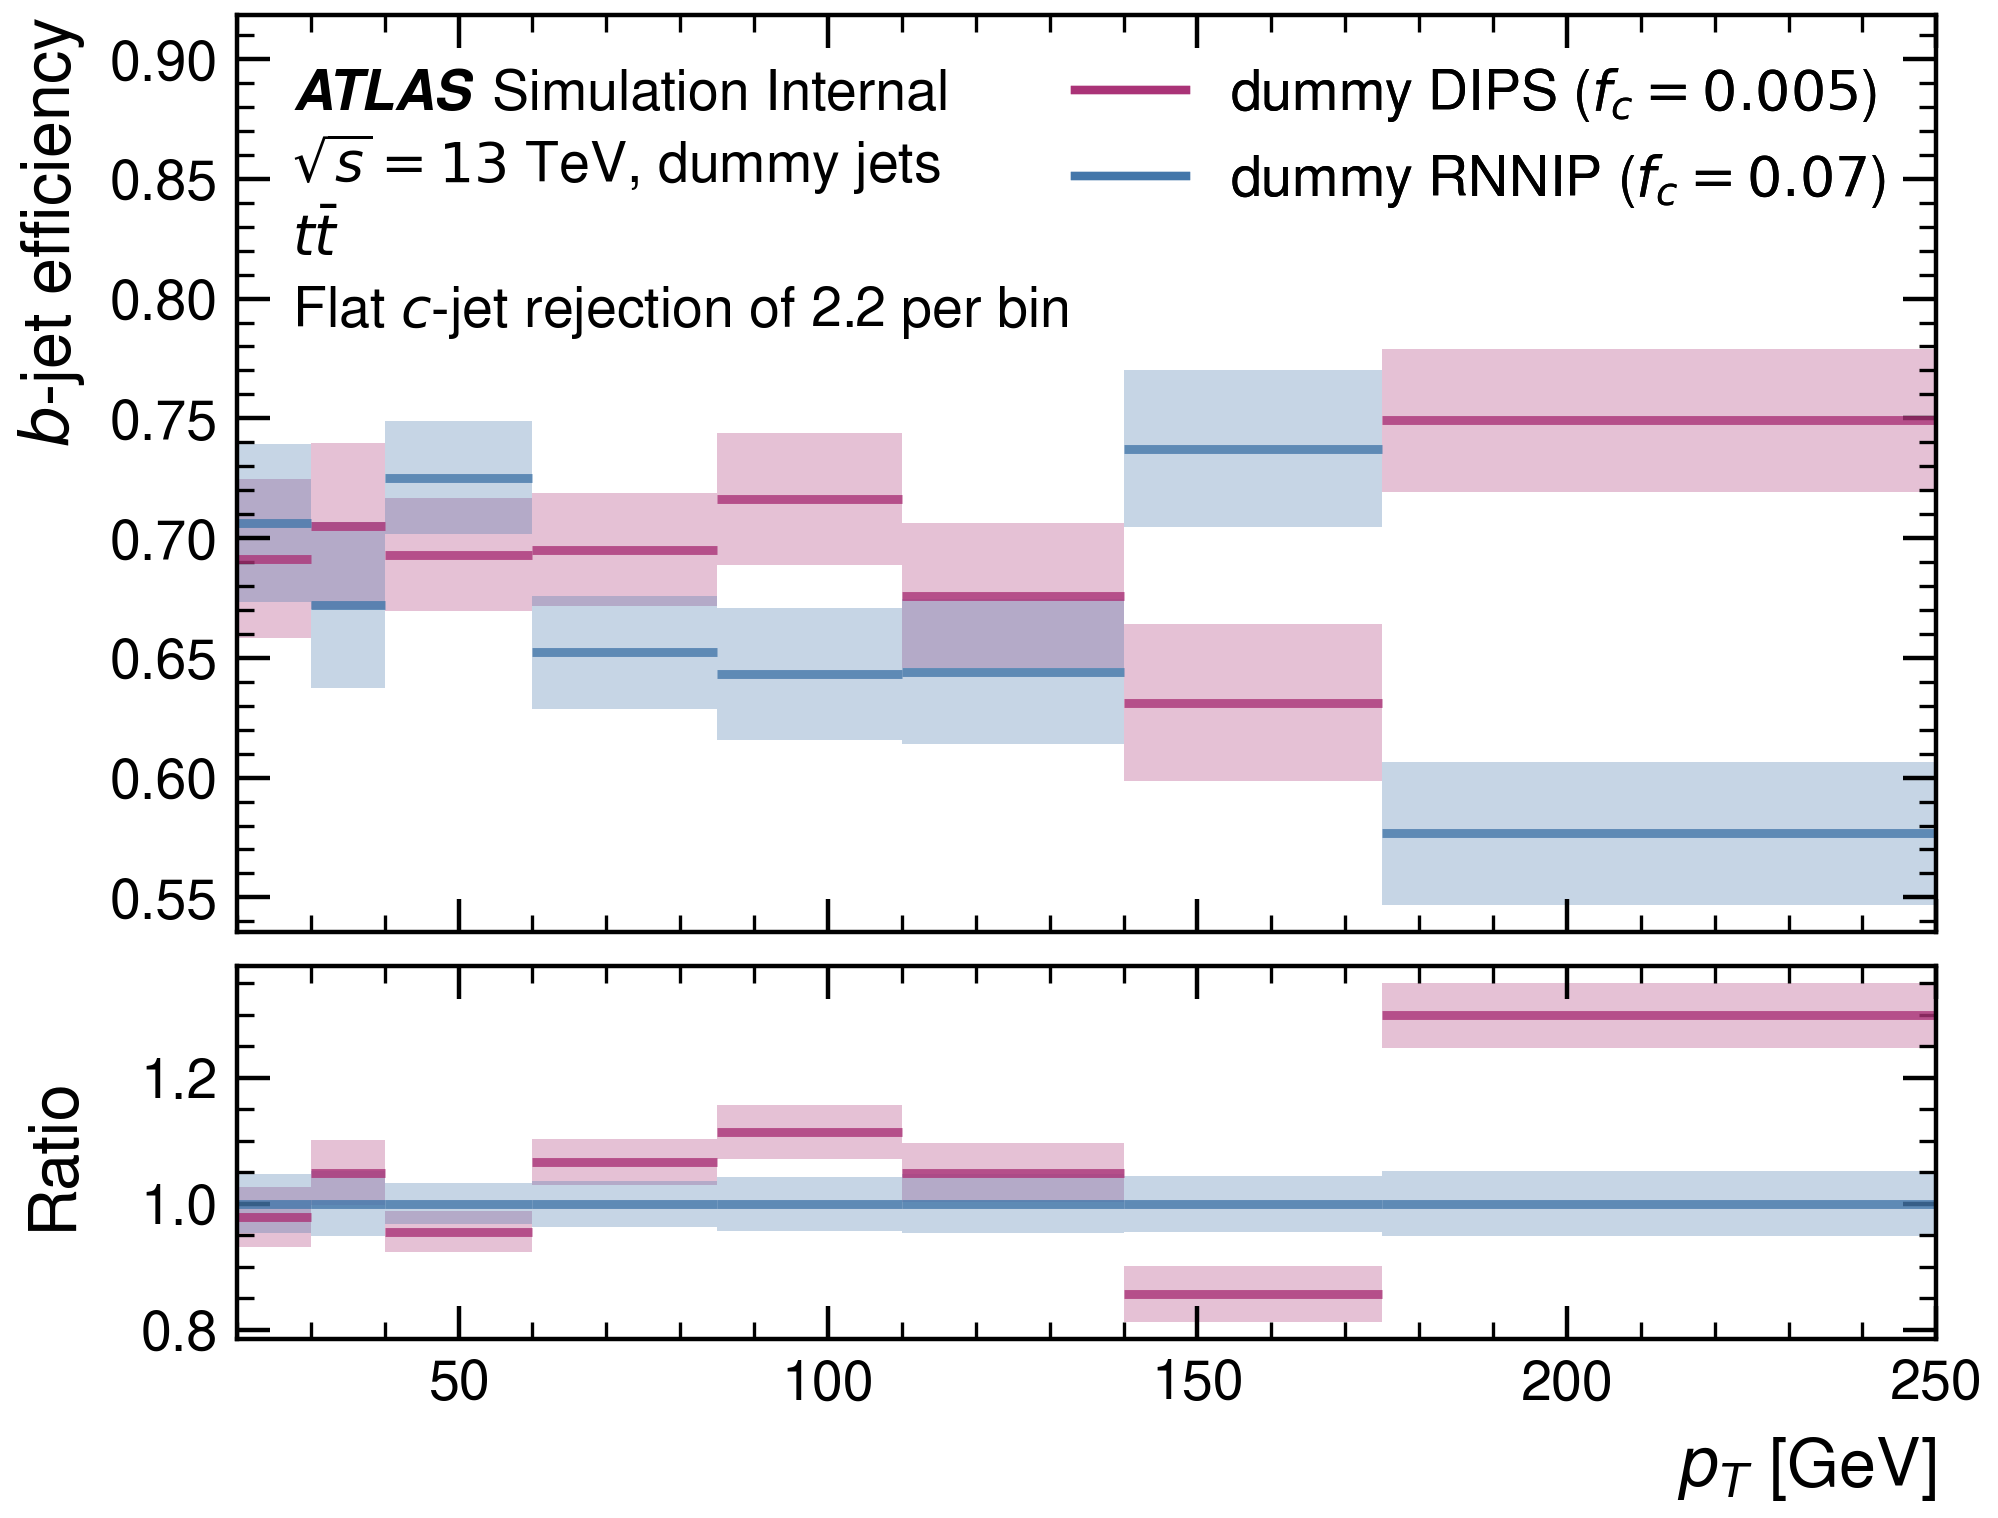 b-jet efficiency
0.90
0.85
0.80
0.75
0.70
0.65
0.60
0.55
ATLAS Simulation Internal
√s = 13 TeV, dummy jets
tt̄
Flat c-jet rejection of 2.2 per bin
dummy DIPS (f_c = 0.005)
dummy RNNIP (f_c = 0.07)
Ratio
1.2
1.0
0.8
50 100 150 200 250
p_T [GeV]